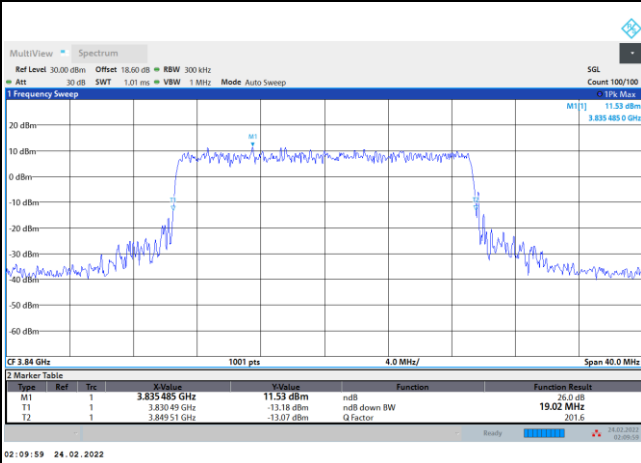 MultiView Spectrum
Ref Level 30.00 dBm Offset 18.60 dB RBW 300 kHz SGL
Att 30 dB SWT 1.01 ms VBW 1 MHz Mode Auto Sweep Count 100/100
1 Frequency Sweep 1Pk Max
M1[1] 11.53 dBm
3.835 485 0 GHz
20 dBm
M1
10 dBm
0 dBm
-10 dBm
T1 T2
-20 dBm
-30 dBm
-40 dBm
-50 dBm
-60 dBm
CF 3.84 GHz 1001 pts 4.0 MHz/ Span 40.0 MHz
2 Marker Table
Type Ref Trc X-Value Y-Value Function Function Result
M1 1 3.835 485 GHz 11.53 dBm ndB 26.0 dB
T1 1 3.830 49 GHz -13.18 dBm ndB down BW 19.02 MHz
T2 1 3.849 51 GHz -13.07 dBm Q Factor 201.6
Ready 24.02.2022
02:09:59
02:09:59 24.02.2022